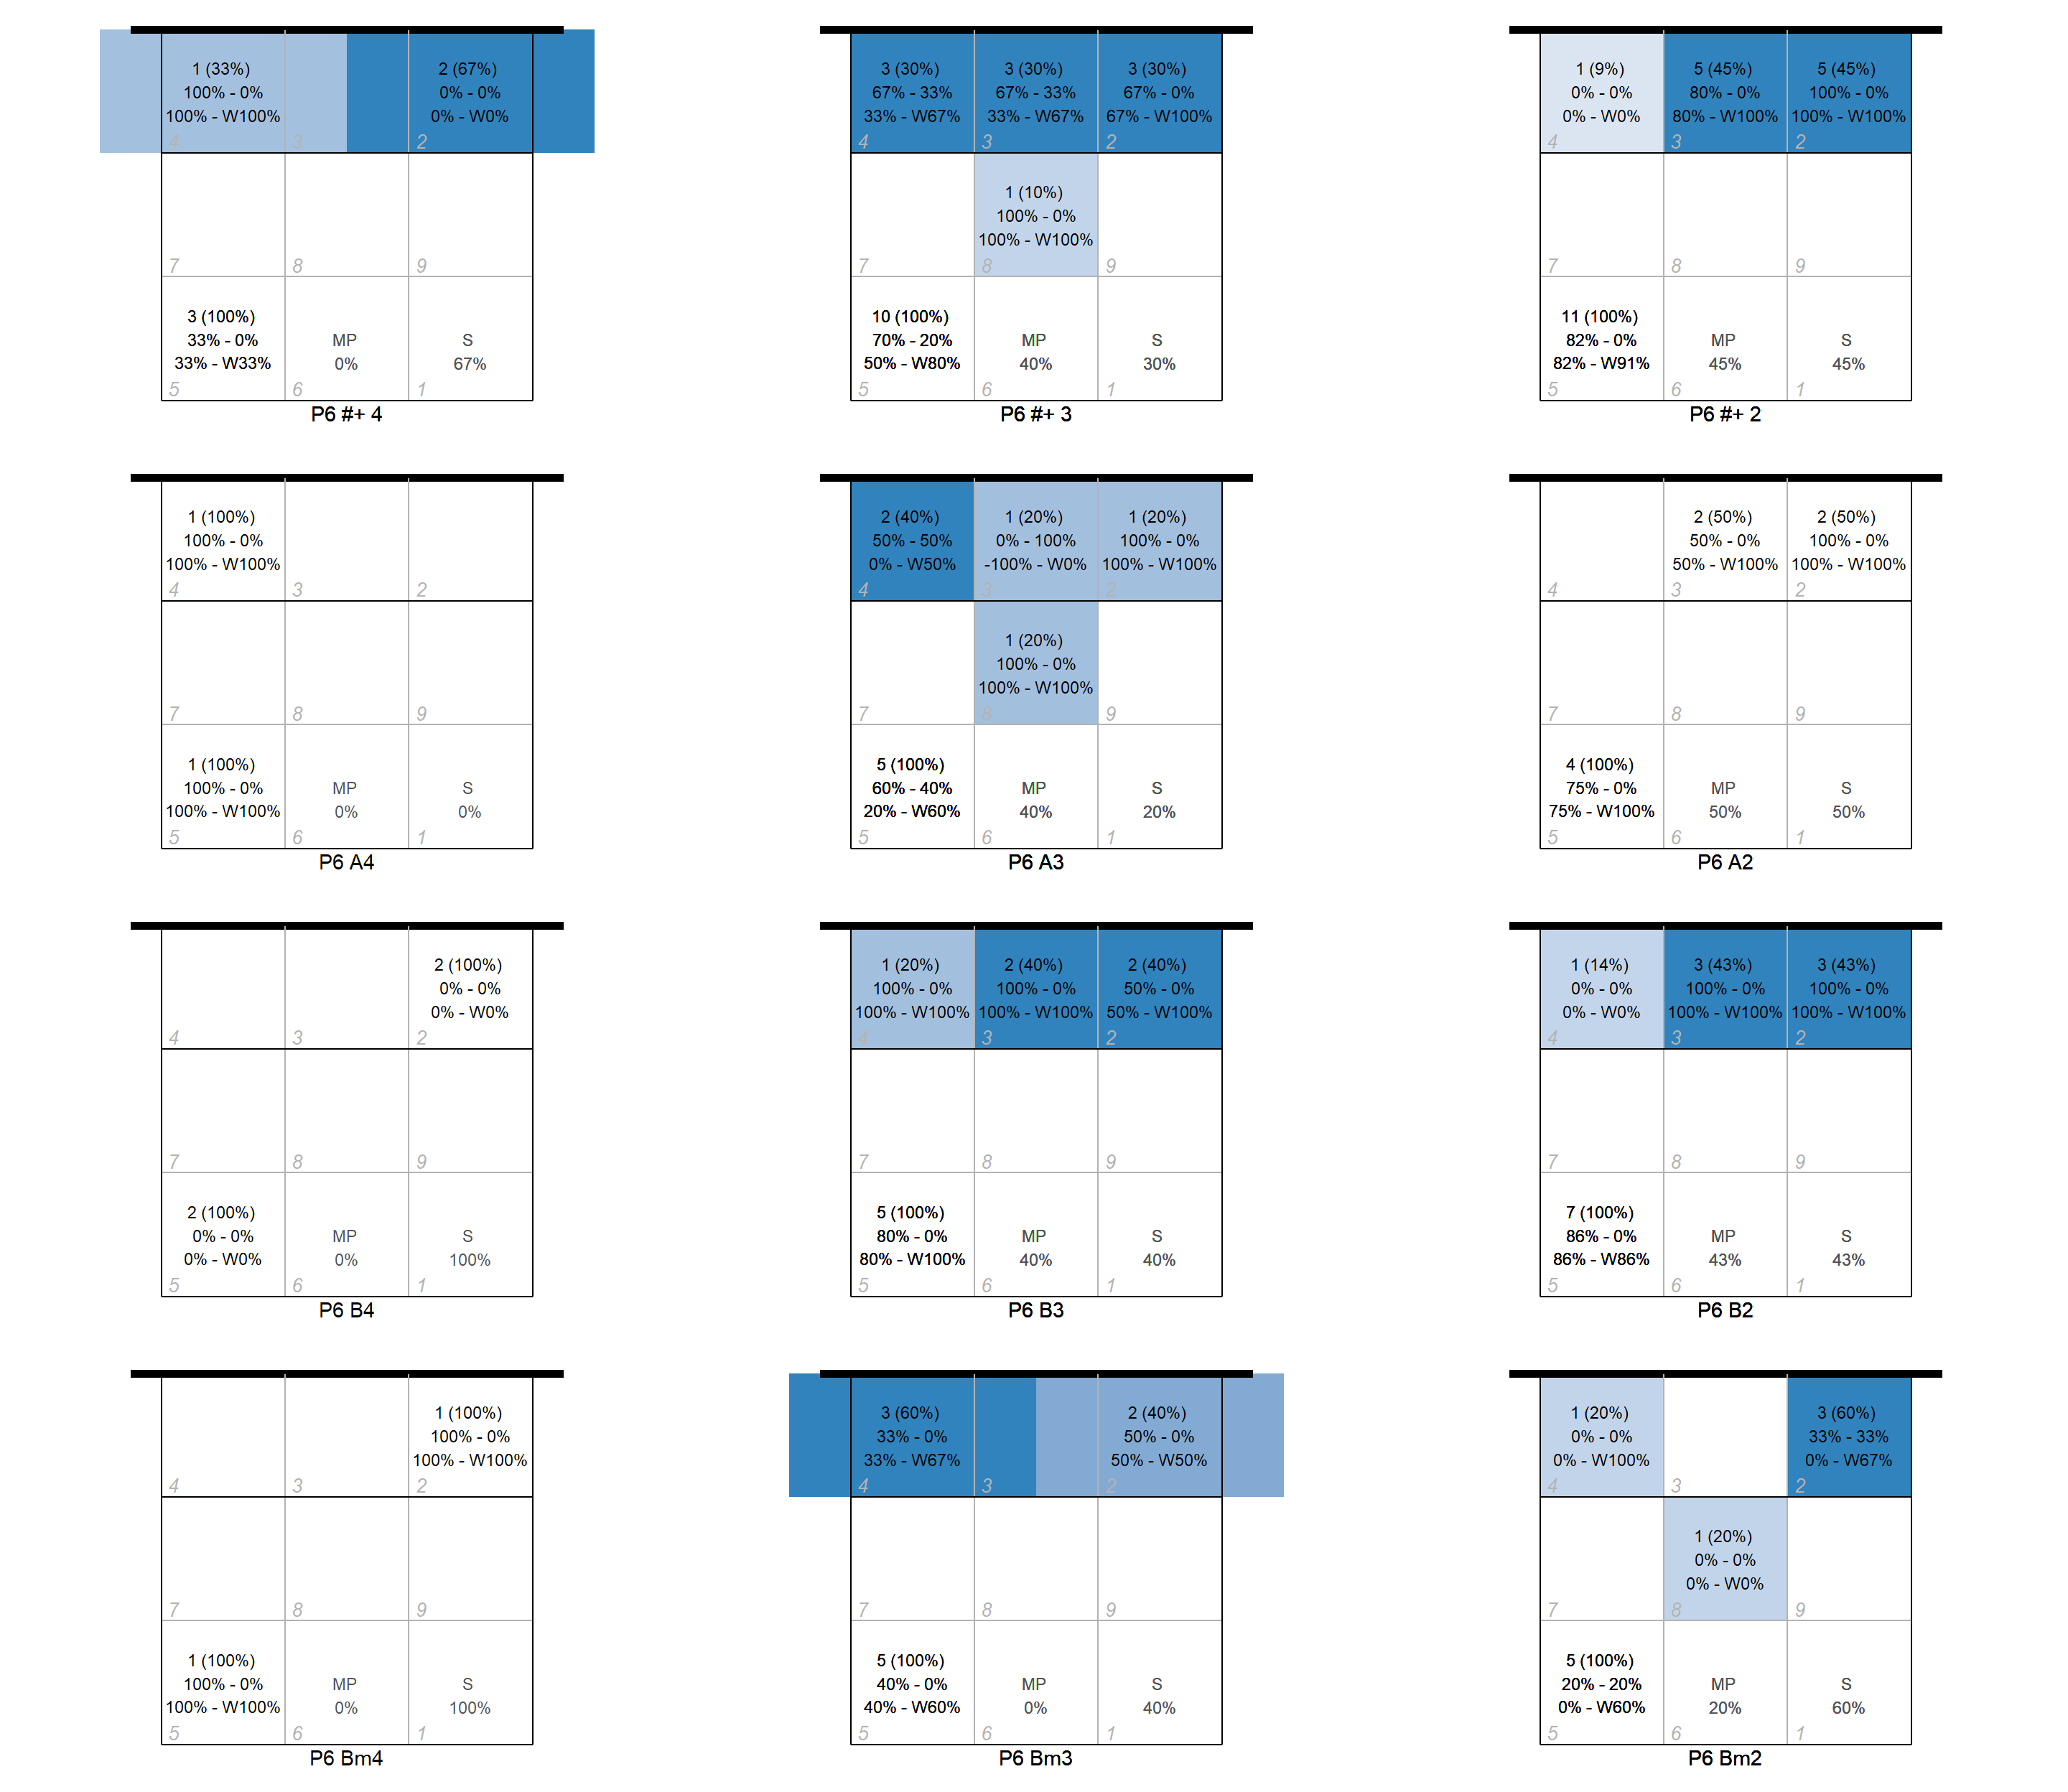 1 (33%)
100% - 0%
100% - W100%
4
3
2 (67%)
0% - 0%
0% - W0%
2
7
8
9
3 (100%)
33% - 0%
33% - W33%
5
MP
0%
6
S
67%
1
P6 #+ 4
3 (30%)
67% - 33%
33% - W67%
4
3 (30%)
67% - 33%
33% - W67%
3
3 (30%)
67% - 0%
67% - W100%
2
7
1 (10%)
100% - 0%
100% - W100%
8
9
10 (100%)
70% - 20%
50% - W80%
5
MP
40%
6
S
30%
1
P6 #+ 3
1 (9%)
0% - 0%
0% - W0%
4
5 (45%)
80% - 0%
80% - W100%
3
5 (45%)
100% - 0%
100% - W100%
2
7
8
9
11 (100%)
82% - 0%
82% - W91%
5
MP
45%
6
S
45%
1
P6 #+ 2
1 (100%)
100% - 0%
100% - W100%
4
3
2
7
8
9
1 (100%)
100% - 0%
100% - W100%
5
MP
0%
6
S
0%
1
P6 A4
2 (40%)
50% - 50%
0% - W50%
4
1 (20%)
0% - 100%
-100% - W0%
3
1 (20%)
100% - 0%
100% - W100%
2
7
1 (20%)
100% - 0%
100% - W100%
8
9
5 (100%)
60% - 40%
20% - W60%
5
MP
40%
6
S
20%
1
P6 A3
4
2 (50%)
50% - 0%
50% - W100%
3
2 (50%)
100% - 0%
100% - W100%
2
7
8
9
4 (100%)
75% - 0%
75% - W100%
5
MP
50%
6
S
50%
1
P6 A2
4
3
2 (100%)
0% - 0%
0% - W0%
2
7
8
9
2 (100%)
0% - 0%
0% - W0%
5
MP
0%
6
S
100%
1
P6 B4
1 (20%)
100% - 0%
100% - W100%
4
2 (40%)
100% - 0%
100% - W100%
3
2 (40%)
50% - 0%
50% - W100%
2
7
8
9
5 (100%)
80% - 0%
80% - W100%
5
MP
40%
6
S
40%
1
P6 B3
1 (14%)
0% - 0%
0% - W0%
4
3 (43%)
100% - 0%
100% - W100%
3
3 (43%)
100% - 0%
100% - W100%
2
7
8
9
7 (100%)
86% - 0%
86% - W86%
5
MP
43%
6
S
43%
1
P6 B2
4
3
1 (100%)
100% - 0%
100% - W100%
2
7
8
9
1 (100%)
100% - 0%
100% - W100%
5
MP
0%
6
S
100%
1
P6 Bm4
3 (60%)
33% - 0%
33% - W67%
4
3
2 (40%)
50% - 0%
50% - W50%
2
7
8
9
5 (100%)
40% - 0%
40% - W60%
5
MP
0%
6
S
40%
1
P6 Bm3
1 (20%)
0% - 0%
0% - W100%
4
3
3 (60%)
33% - 33%
0% - W67%
2
7
1 (20%)
0% - 0%
0% - W0%
8
9
5 (100%)
20% - 20%
0% - W60%
5
MP
20%
6
S
60%
1
P6 Bm2